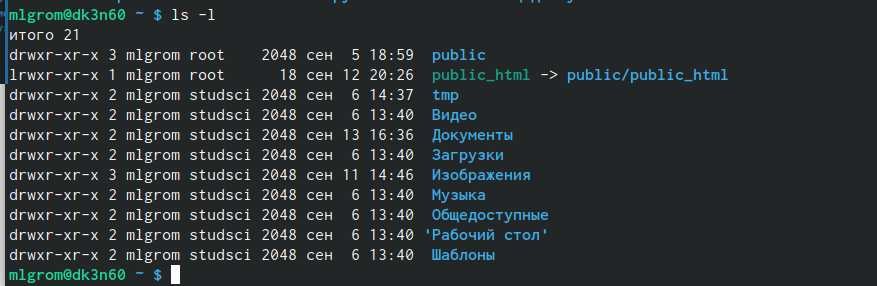 mlgrom@dk3n60 ~ $ ls -l
итого 21
drwxr-xr-x 3 mlgrom root    2048 сен  5 18:59  public
lrwxr-xr-x 1 mlgrom root      18 сен 12 20:26  public_html -> public/public_html
drwxr-xr-x 2 mlgrom studsci 2048 сен  6 14:37  tmp
drwxr-xr-x 2 mlgrom studsci 2048 сен  6 13:40  Видео
drwxr-xr-x 2 mlgrom studsci 2048 сен 13 16:36  Документы
drwxr-xr-x 2 mlgrom studsci 2048 сен  6 13:40  Загрузки
drwxr-xr-x 3 mlgrom studsci 2048 сен 11 14:46  Изображения
drwxr-xr-x 2 mlgrom studsci 2048 сен  6 13:40  Музыка
drwxr-xr-x 2 mlgrom studsci 2048 сен  6 13:40  Общедоступные
drwxr-xr-x 2 mlgrom studsci 2048 сен  6 13:40 'Рабочий стол'
drwxr-xr-x 2 mlgrom studsci 2048 сен  6 13:40  Шаблоны
mlgrom@dk3n60 ~ $